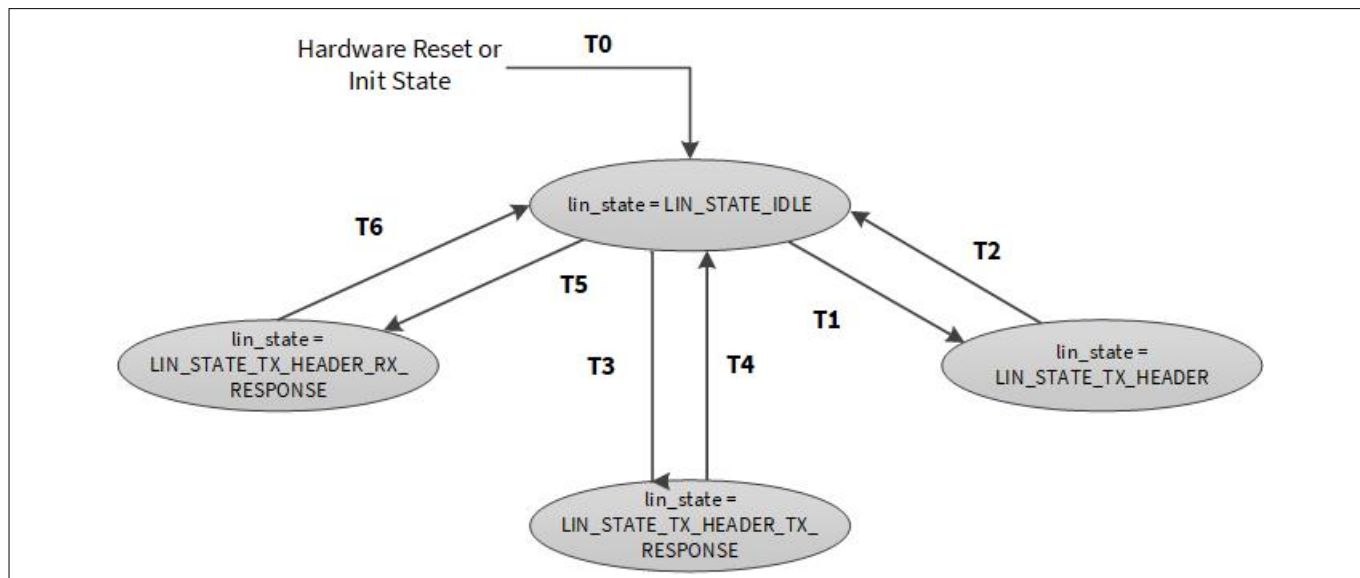 Hardware Reset or
Init State
T0
lin_state = LIN_STATE_IDLE
T6
T2
T5
T1
lin_state =
LIN_STATE_TX_HEADER_RX_
RESPONSE
T3
T4
lin_state =
LIN_STATE_TX_HEADER
lin_state =
LIN_STATE_TX_HEADER_TX_
RESPONSE